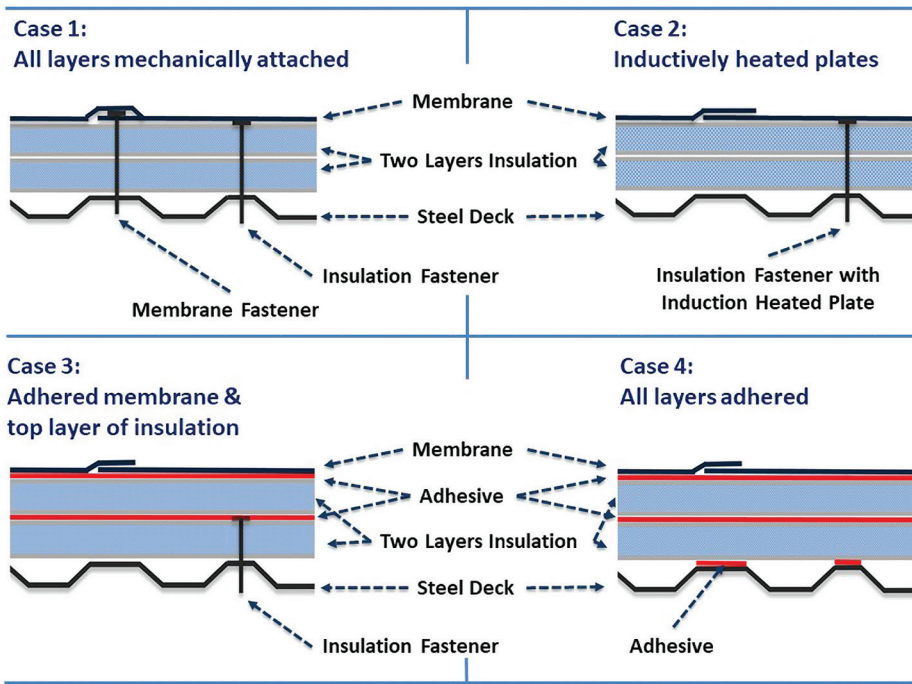 Case 1:
All layers mechanically attached
Case 2:
Inductively heated plates
Membrane
Two Layers Insulation
Steel Deck
Insulation Fastener
Membrane Fastener
Insulation Fastener with
Induction Heated Plate
Case 3:
Adhered membrane &
top layer of insulation
Case 4:
All layers adhered
Membrane
Adhesive
Two Layers Insulation
Steel Deck
Insulation Fastener
Adhesive